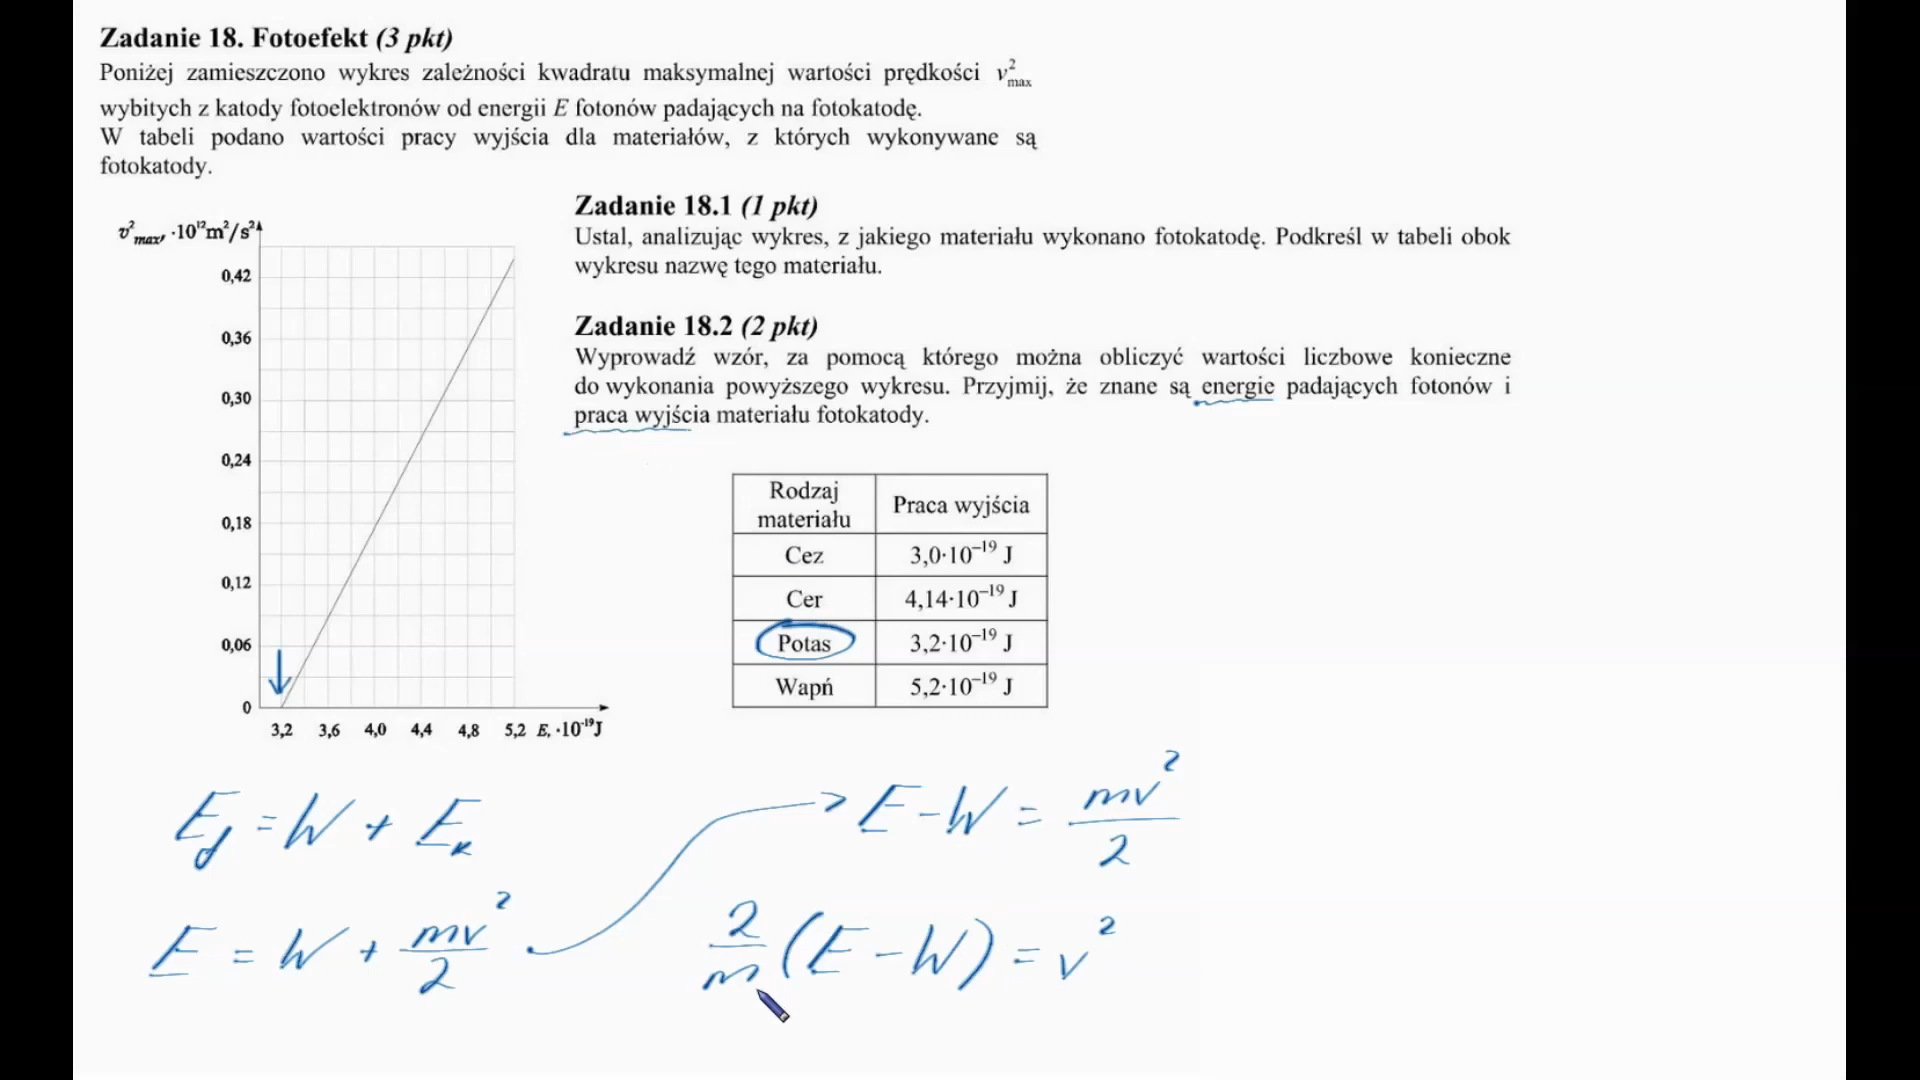 Zadanie 18. Fotoefekt (3 pkt)
Poniżej zamieszczono wykres zależności kwadratu maksymalnej wartości prędkości v²max
wybitych z katody fotoelektronów od energii E fotonów padających na fotokatodę.
W tabeli podano wartości pracy wyjścia dla materiałów, z których wykonywane są
fotokatody.
Zadanie 18.1 (1 pkt)
Ustal, analizując wykres, z jakiego materiału wykonano fotokatodę. Podkreśl w tabeli obok
wykresu nazwę tego materiału.
Zadanie 18.2 (2 pkt)
Wyprowadź wzór, za pomocą którego można obliczyć wartości liczbowe konieczne
do wykonania powyższego wykresu. Przyjmij, że znane są energie padających fotonów i
praca wyjścia materiału fotokatody.
v²max, ·10¹²m²/s²
0,42
0,36
0,30
0,24
0,18
0,12
0,06
0
3,2 3,6 4,0 4,4 4,8 5,2 E, ·10⁻¹⁹J
Rodzaj materiału Praca wyjścia
Cez 3,0·10⁻¹⁹ J
Cer 4,14·10⁻¹⁹ J
Potas 3,2·10⁻¹⁹ J
Wapń 5,2·10⁻¹⁹ J
E_f = W + E_k
E = W + mv²/2
E - W = mv²/2
2/m (E - W) = v²